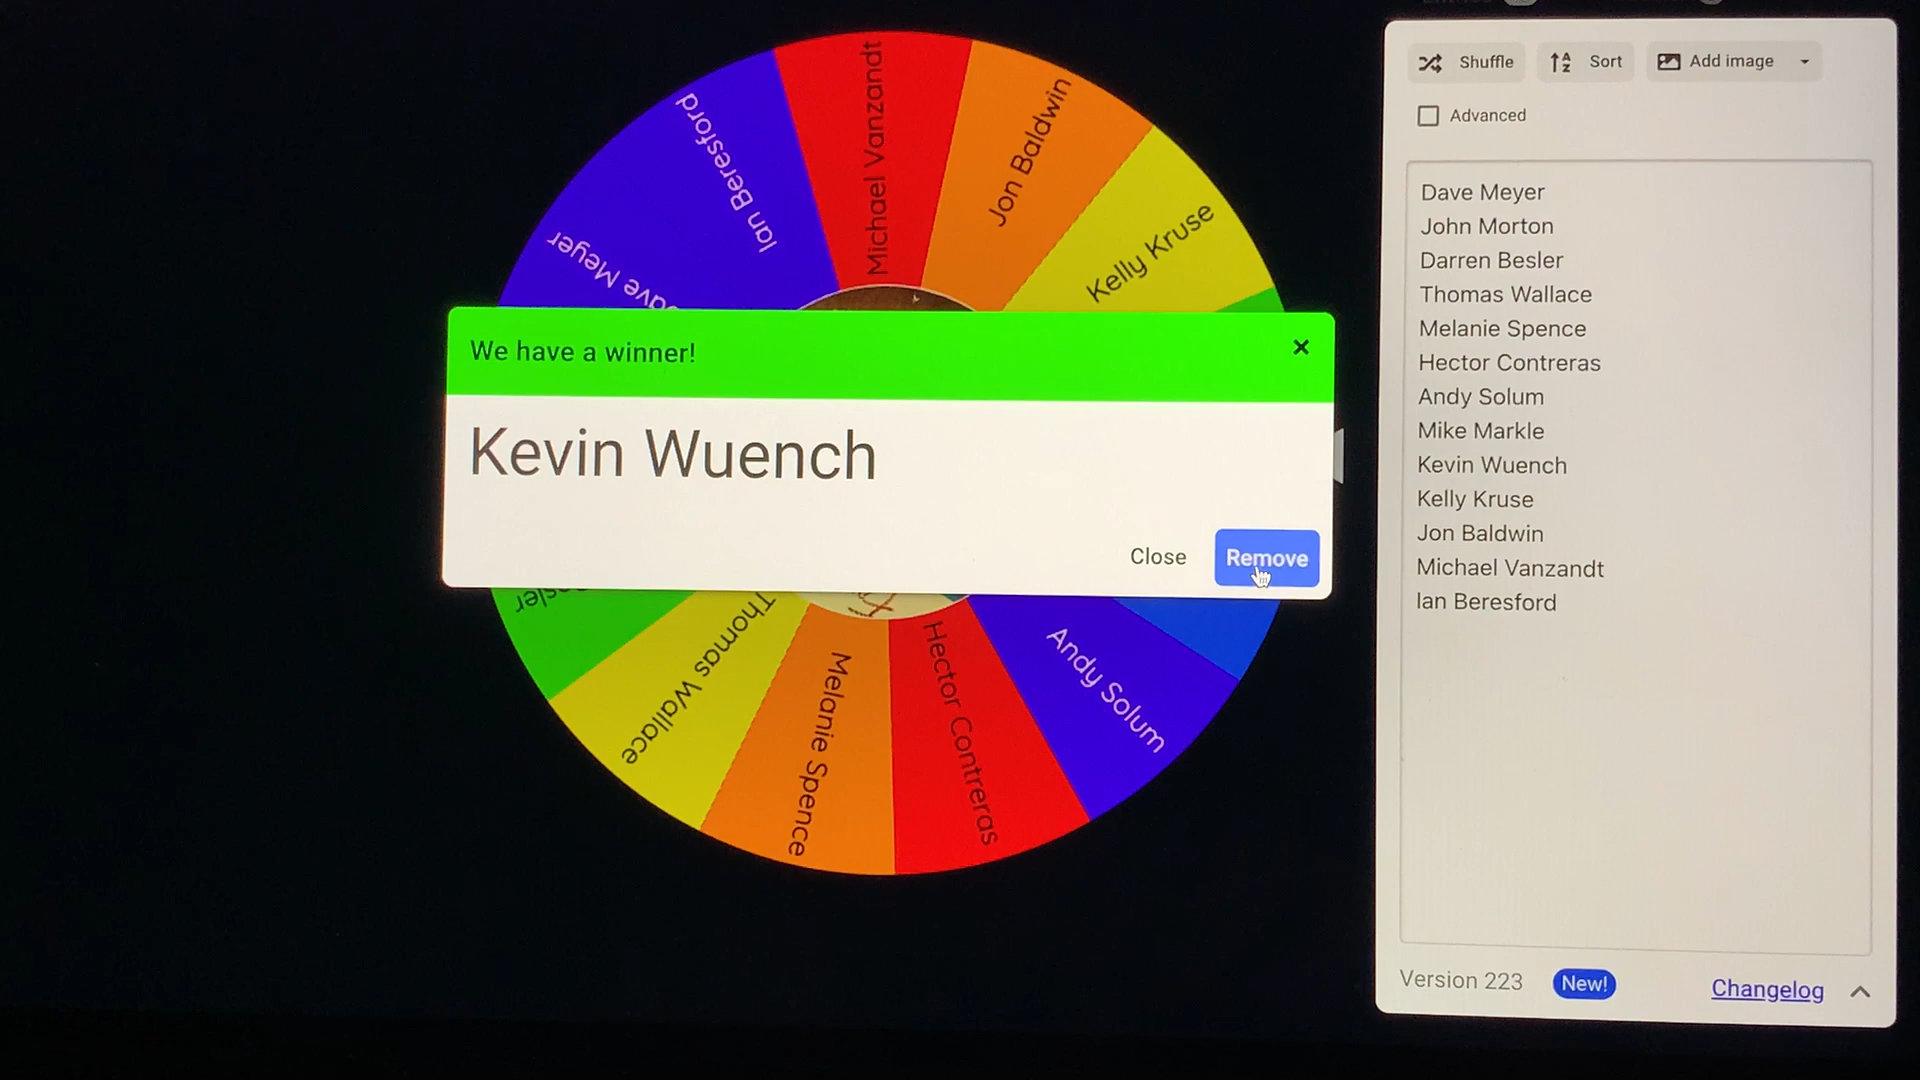 Shuffle
Sort
Add image
Advanced
Dave Meyer
John Morton
Darren Besler
Thomas Wallace
Melanie Spence
Hector Contreras
Andy Solum
Mike Markle
Kevin Wuench
Kelly Kruse
Jon Baldwin
Michael Vanzandt
Ian Beresford
Version 223
New!
Changelog
Ian Beresford
Michael Vanzandt
Jon Baldwin
Kelly Kruse
Meyer
We have a winner!
Kevin Wuench
Close
Remove
Thomas Wallace
Melanie Spence
Hector Contreras
Andy Solum